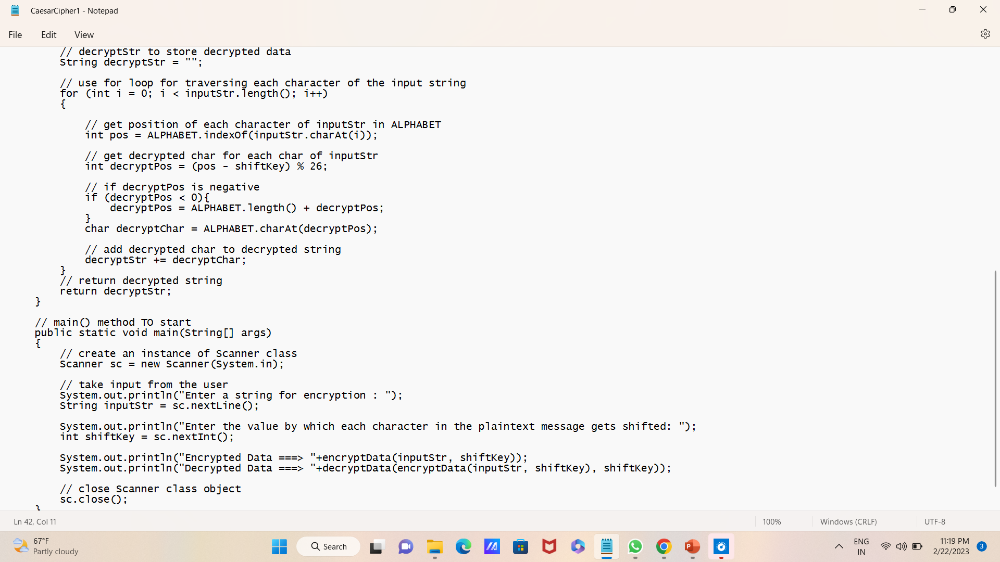 CaesarCipher1 - Notepad
File Edit View
// decryptStr to store decrypted data
String decryptStr = "";
// use for loop for traversing each character of the input string
for (int i = 0; i < inputStr.length(); i++)
{
// get position of each character of inputStr in ALPHABET
int pos = ALPHABET.indexOf(inputStr.charAt(i));
// get decrypted char for each char of inputStr
int decryptPos = (pos - shiftKey) % 26;
// if decryptPos is negative
if (decryptPos < 0){
decryptPos = ALPHABET.length() + decryptPos;
}
char decryptChar = ALPHABET.charAt(decryptPos);
// add decrypted char to decrypted string
decryptStr += decryptChar;
}
// return decrypted string
return decryptStr;
}
// main() method TO start
public static void main(String[] args)
{
// create an instance of Scanner class
Scanner sc = new Scanner(System.in);
// take input from the user
System.out.println("Enter a string for encryption : ");
String inputStr = sc.nextLine();
System.out.println("Enter the value by which each character in the plaintext message gets shifted: ");
int shiftKey = sc.nextInt();
System.out.println("Encrypted Data ===> "+encryptData(inputStr, shiftKey));
System.out.println("Decrypted Data ===> "+decryptData(encryptData(inputStr, shiftKey), shiftKey));
// close Scanner class object
sc.close();
}
Ln 42, Col 11 100% Windows (CRLF) UTF-8
67°F
Partly cloudy
Search
P
ENG
IN
11:19 PM
2/22/2023
3